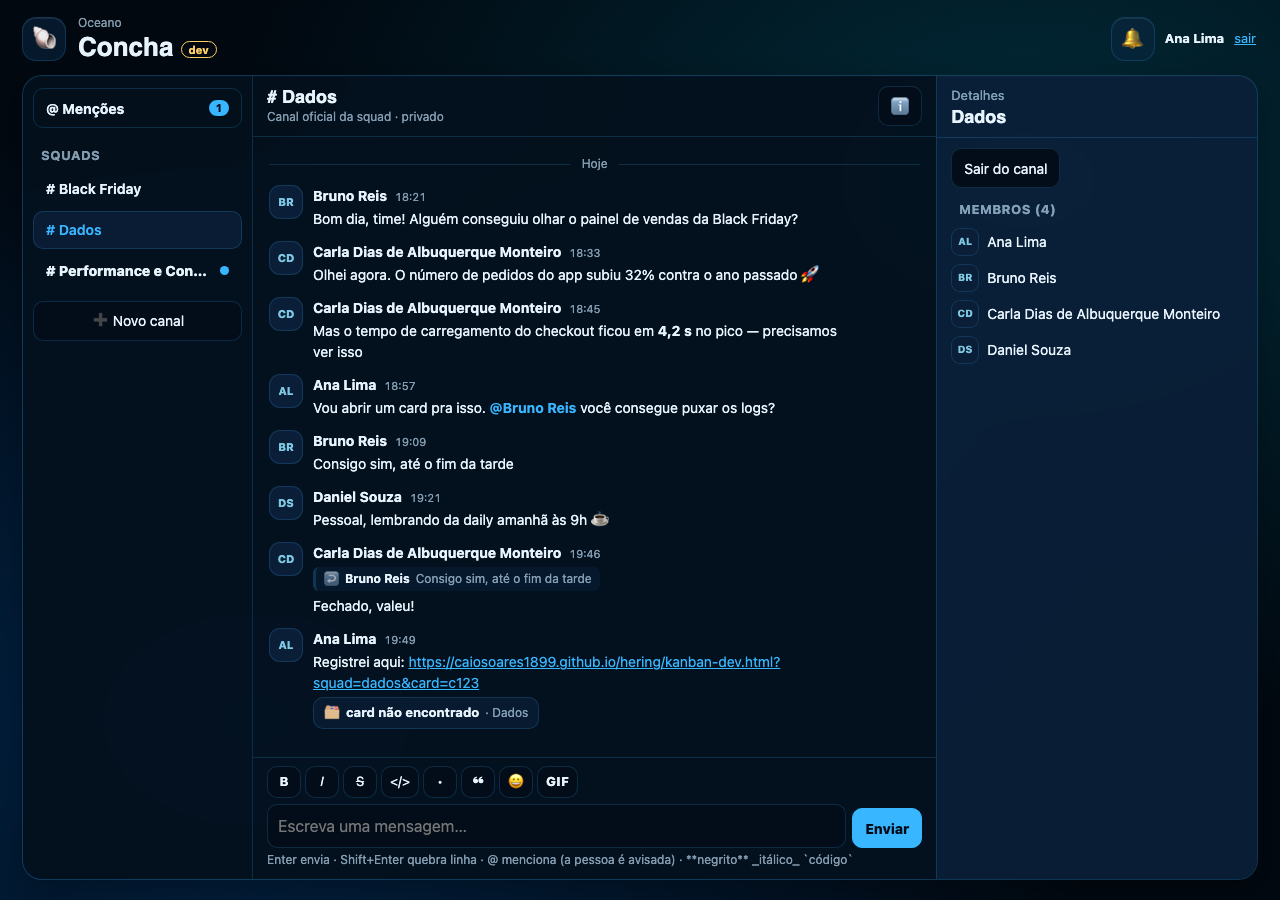 Oceano
Concha dev
Ana Lima sair
@ Menções 1
SQUADS
# Black Friday
# Dados
# Performance e Con...
➕ Novo canal
# Dados
Canal oficial da squad · privado
Hoje
BR Bruno Reis 18:21
Bom dia, time! Alguém conseguiu olhar o painel de vendas da Black Friday?
CD Carla Dias de Albuquerque Monteiro 18:33
Olhei agora. O número de pedidos do app subiu 32% contra o ano passado 🚀
CD Carla Dias de Albuquerque Monteiro 18:45
Mas o tempo de carregamento do checkout ficou em 4,2 s no pico — precisamos
ver isso
AL Ana Lima 18:57
Vou abrir um card pra isso. @Bruno Reis você consegue puxar os logs?
BR Bruno Reis 19:09
Consigo sim, até o fim da tarde
DS Daniel Souza 19:21
Pessoal, lembrando da daily amanhã às 9h ☕
CD Carla Dias de Albuquerque Monteiro 19:46
Bruno Reis Consigo sim, até o fim da tarde
Fechado, valeu!
AL Ana Lima 19:49
Registrei aqui: https://caiosoares1899.github.io/hering/kanban-dev.html?
squad=dados&card=c123
card não encontrado · Dados
B I S </> • ❝ 😀 GIF
Escreva uma mensagem...
Enviar
Enter envia · Shift+Enter quebra linha · @ menciona (a pessoa é avisada) · **negrito** _itálico_ `código`
Detalhes
Dados
Sair do canal
MEMBROS (4)
AL Ana Lima
BR Bruno Reis
CD Carla Dias de Albuquerque Monteiro
DS Daniel Souza